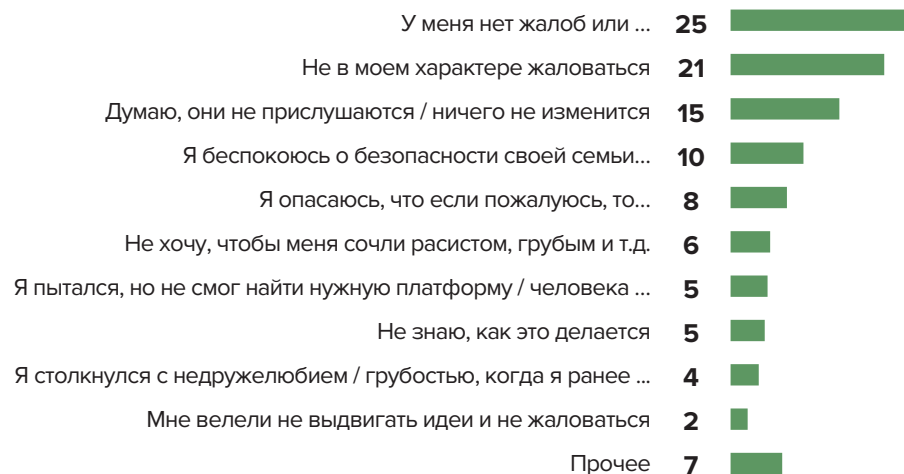 У меня нет жалоб или ... 25
Не в моем характере жаловаться 21
Думаю, они не прислушаются / ничего не изменится 15
Я беспокоюсь о безопасности своей семьи... 10
Я опасаюсь, что если пожалуюсь, то... 8
Не хочу, чтобы меня сочли расистом, грубым и т.д. 6
Я пытался, но не смог найти нужную платформу / человека ... 5
Не знаю, как это делается 5
Я столкнулся с недружелюбием / грубостью, когда я ранее ... 4
Мне велели не выдвигать идеи и не жаловаться 2
Прочее 7